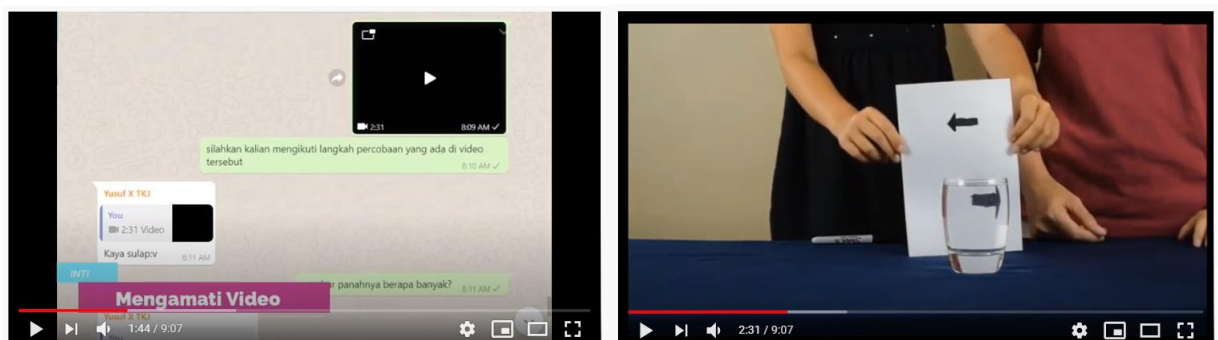 2:31 8:09 AM
silahkan kalian mengikuti langkah percobaan yang ada di video
tersebut
8:10 AM
Yusuf X TKJ
You
2:31 Video
Kaya sulap:v 8:11 AM
INTI
panahnya berapa banyak? 8:11 AM
Mengamati Video
Yusuf X TKJ
1:44 / 9:07
2:31 / 9:07